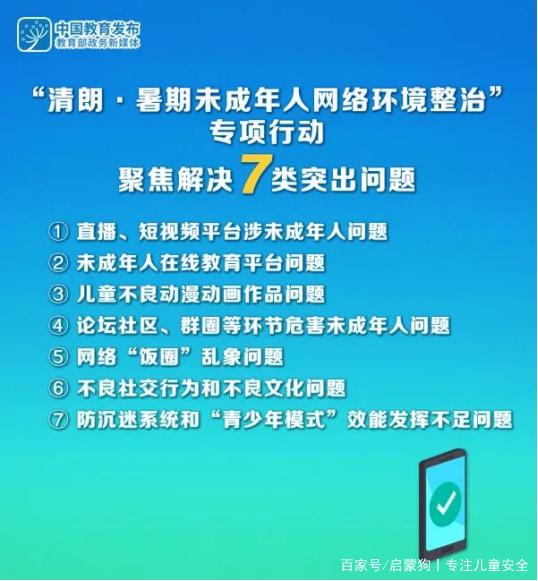 中国教育发布
教育部政务新媒体
“清朗·暑期未成年人网络环境整治”
专项行动
聚焦解决7类突出问题
① 直播、短视频平台涉未成年人问题
② 未成年人在线教育平台问题
③ 儿童不良动漫动画作品问题
④ 论坛社区、群圈等环节危害未成年人问题
⑤ 网络“饭圈”乱象问题
⑥ 不良社交行为和不良文化问题
⑦ 防沉迷系统和“青少年模式”效能发挥不足问题
百家号/启蒙狗丨专注儿童安全